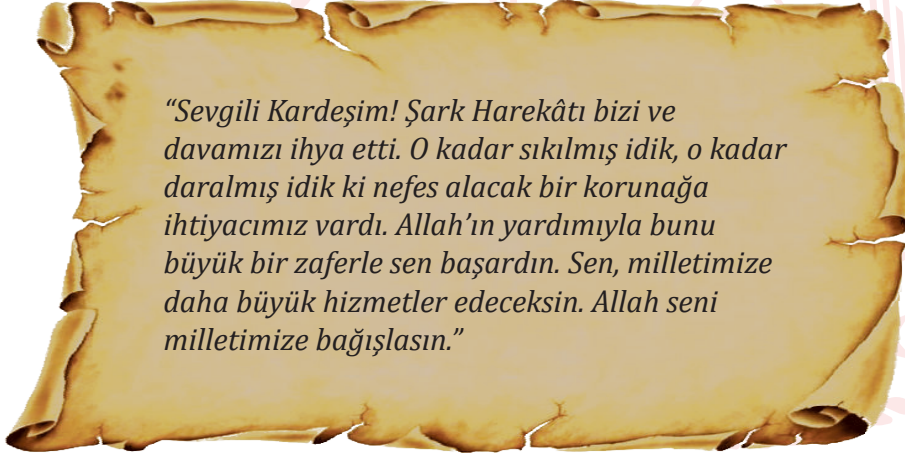 “Sevgili Kardeşim! Şark Harekâtı bizi ve
davamızı ihya etti. O kadar sıkılmış idik, o kadar
daralmış idik ki nefes alacak bir korunağa
ihtiyacımız vardı. Allah’ın yardımıyla bunu
büyük bir zaferle sen başardın. Sen, milletimize
daha büyük hizmetler edeceksin. Allah seni
milletimize bağışlasın.”